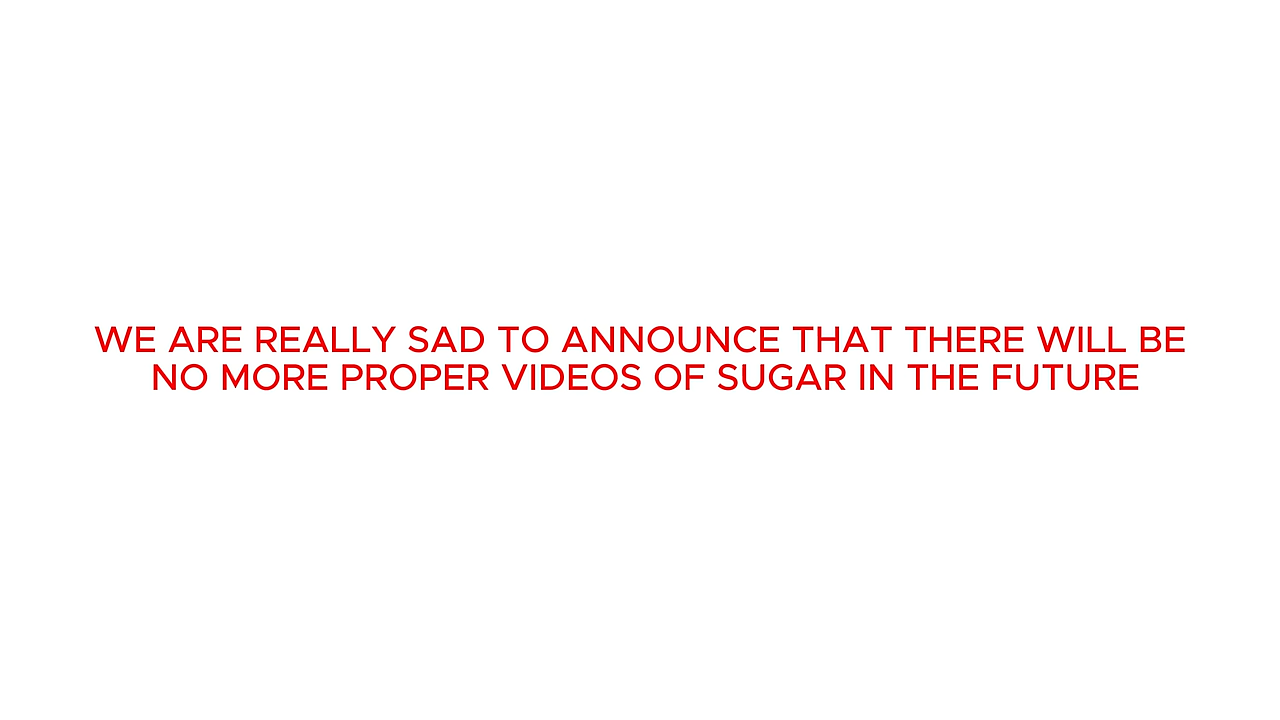 WE ARE REALLY SAD TO ANNOUNCE THAT THERE WILL BE
NO MORE PROPER VIDEOS OF SUGAR IN THE FUTURE